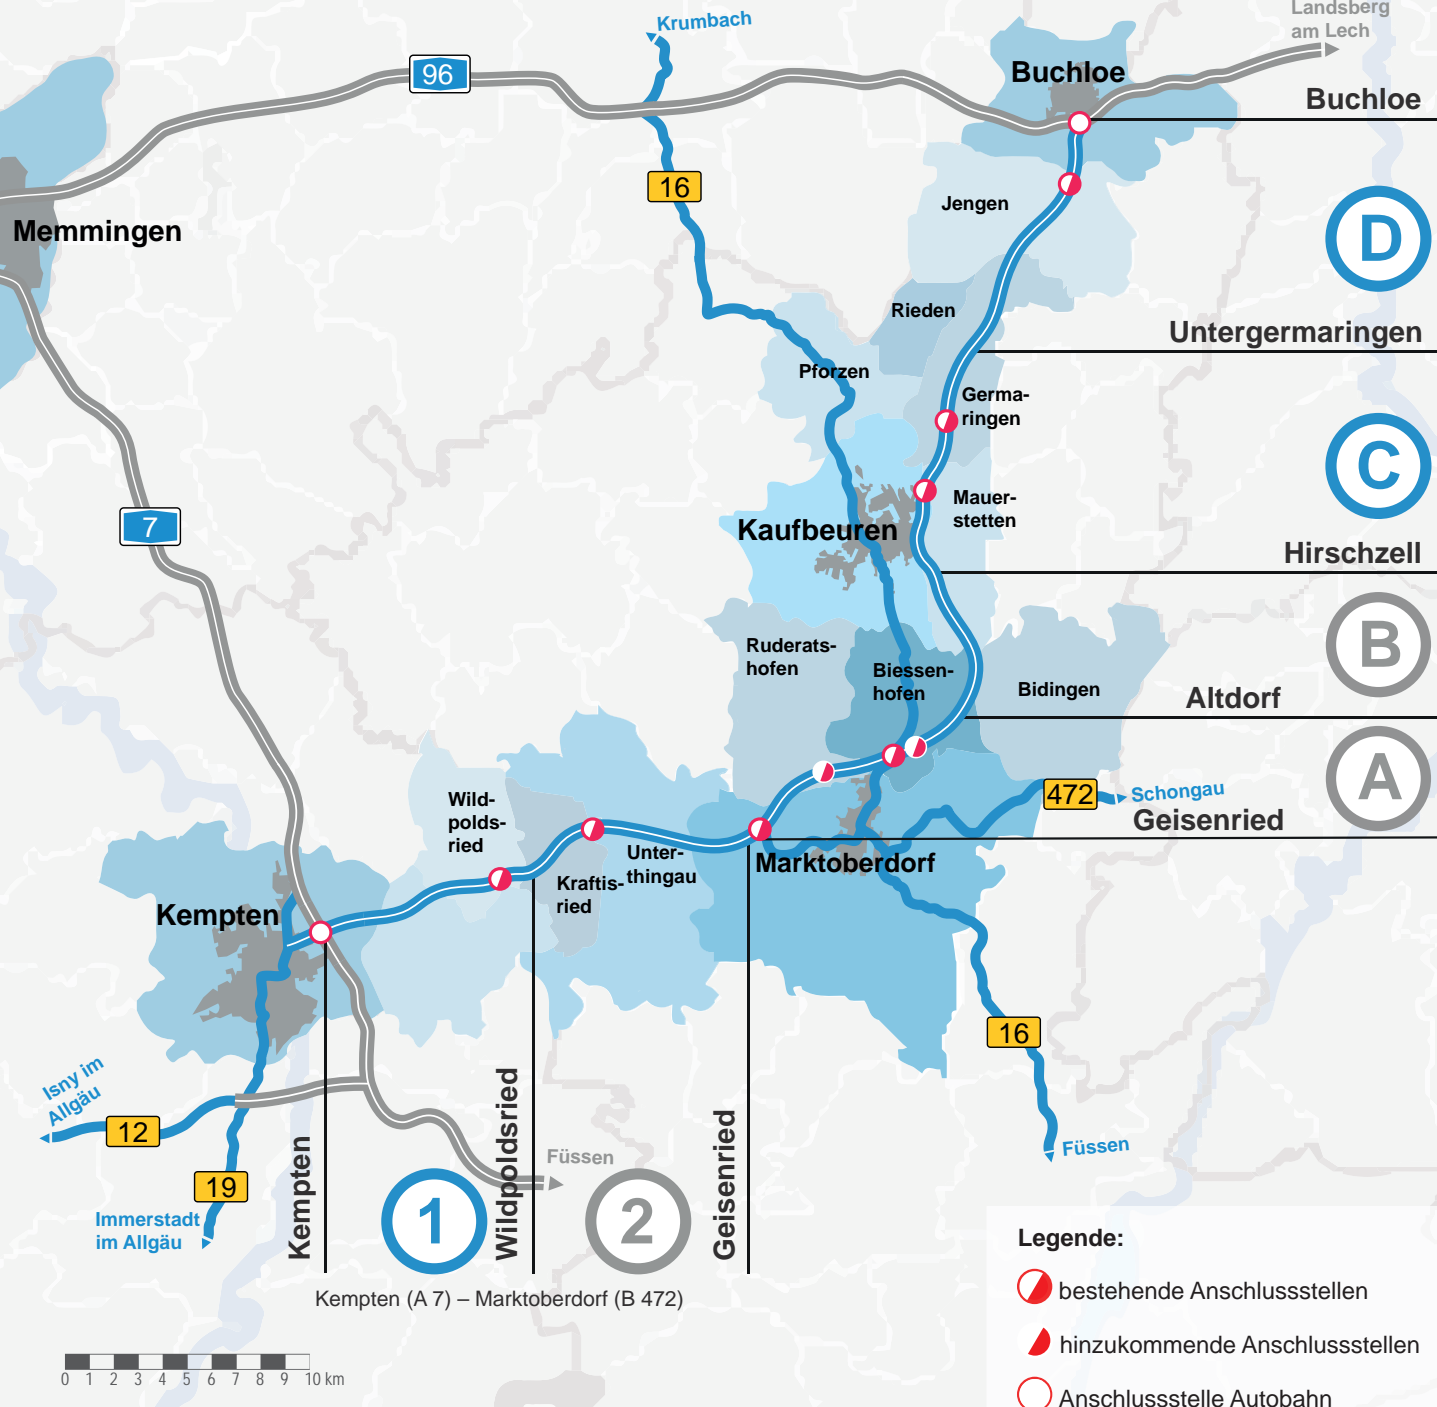 Landsberg
am Lech
Krumbach
96
Buchloe
Buchloe
16
Jengen
Memmingen
D
Rieden
Untergermaringen
Pforzen
Germa-
ringen
C
7
Mauer-
stetten
Kaufbeuren
Hirschzell
Ruderats-
hofen
B
Biessen-
hofen
Bidingen
Altdorf
A
472
Schongau
Geisenried
Wild-
polds-
ried
Unter-
thingau
Kraftis-
ried
Marktoberdorf
Kempten
16
Isny im
Allgäu
12
19
Füssen
Füssen
Immerstadt
im Allgäu
Kempten
1
Wildpoldsried
2
Geisenried
Kempten (A 7) – Marktoberdorf (B 472)
Legende:
bestehende Anschlussstellen
hinzukommende Anschlussstellen
Anschlussstelle Autobahn
0 1 2 3 4 5 6 7 8 9 10 km